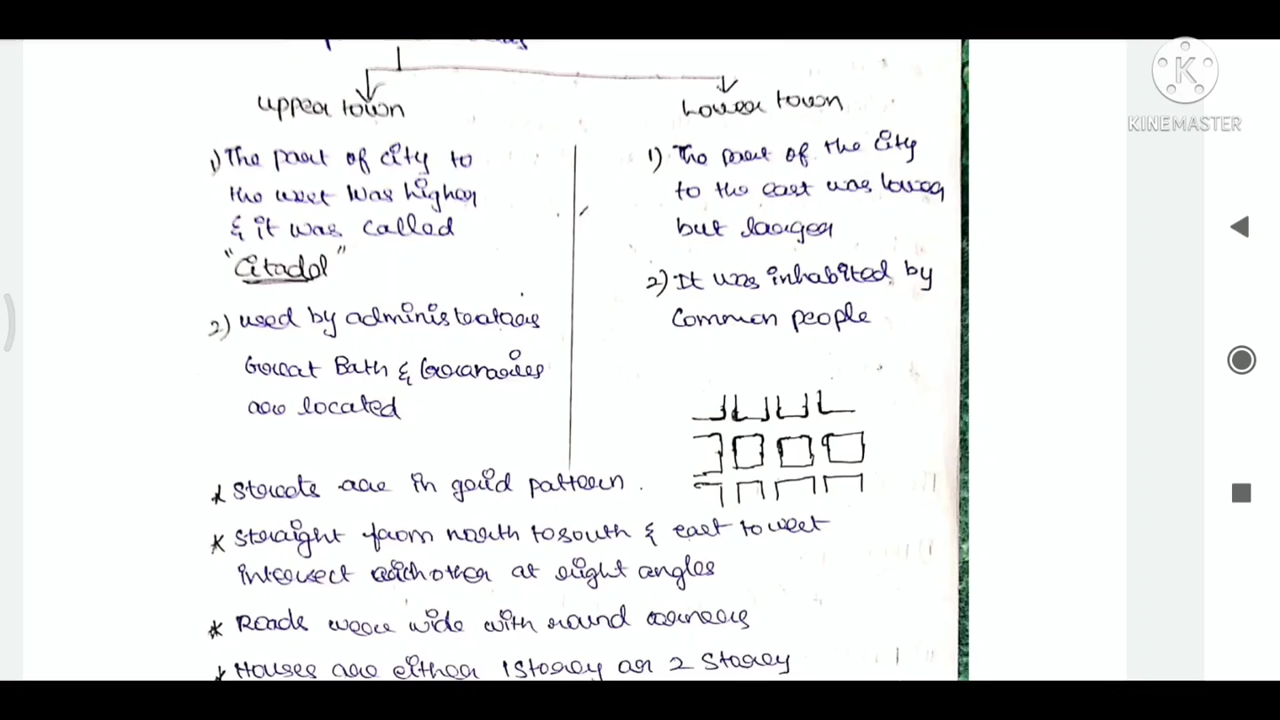 upper town
Lower town
1) The part of city to
the west was higher
& it was called
"Citadel"
2) used by administrators
Great Bath & Granaries
are located
1) The part of the City
to the east was lower
but larger
2) It was inhabited by
Common people
* Streets are in grid pattern.
* straight from north to south & east to west
intersect each other at right angles
* Roads were wide with round corners
* Houses are either 1 storey or 2 storey
K
KINEMASTER